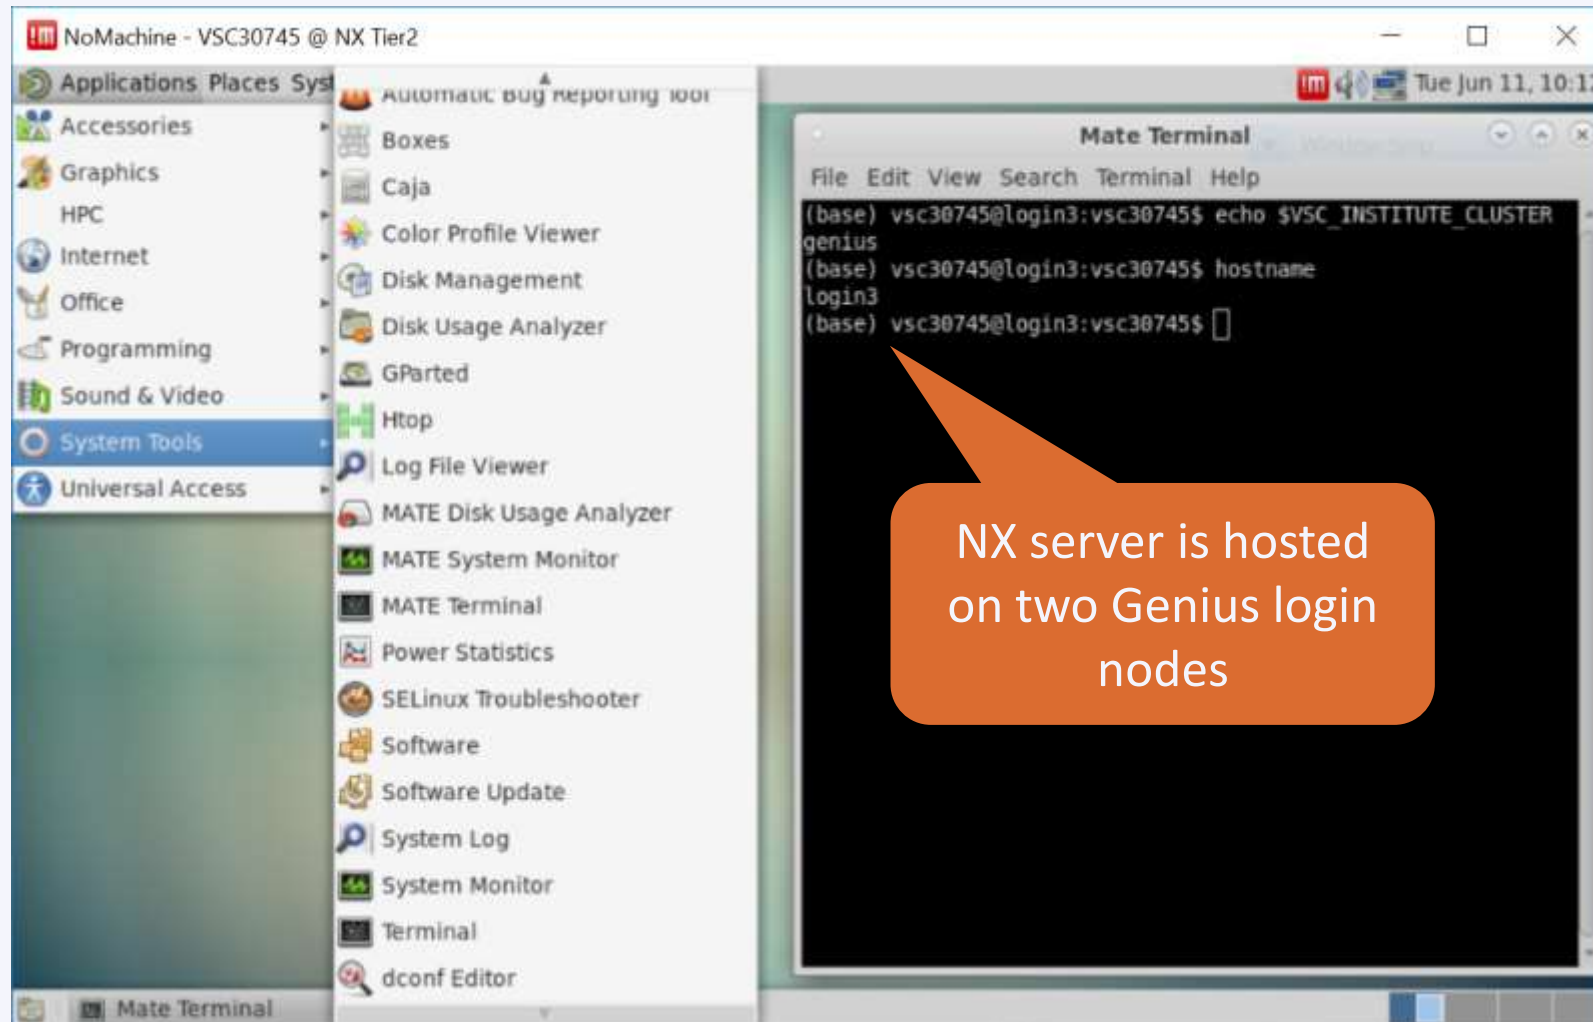 NoMachine - VSC30745 @ NX Tier2
Applications Places Syst
Tue Jun 11, 10:12
Accessories
Graphics
HPC
Internet
Office
Programming
Sound & Video
System Tools
Universal Access
Automatic Bug Reporting Tool
Boxes
Caja
Color Profile Viewer
Disk Management
Disk Usage Analyzer
GParted
Htop
Log File Viewer
MATE Disk Usage Analyzer
MATE System Monitor
MATE Terminal
Power Statistics
SELinux Troubleshooter
Software
Software Update
System Log
System Monitor
Terminal
dconf Editor
Mate Terminal
File Edit View Search Terminal Help
(base) vsc30745@login3:vsc30745$ echo $VSC_INSTITUTE_CLUSTER
genius
(base) vsc30745@login3:vsc30745$ hostname
login3
(base) vsc30745@login3:vsc30745$
NX server is hosted
on two Genius login
nodes
Mate Terminal